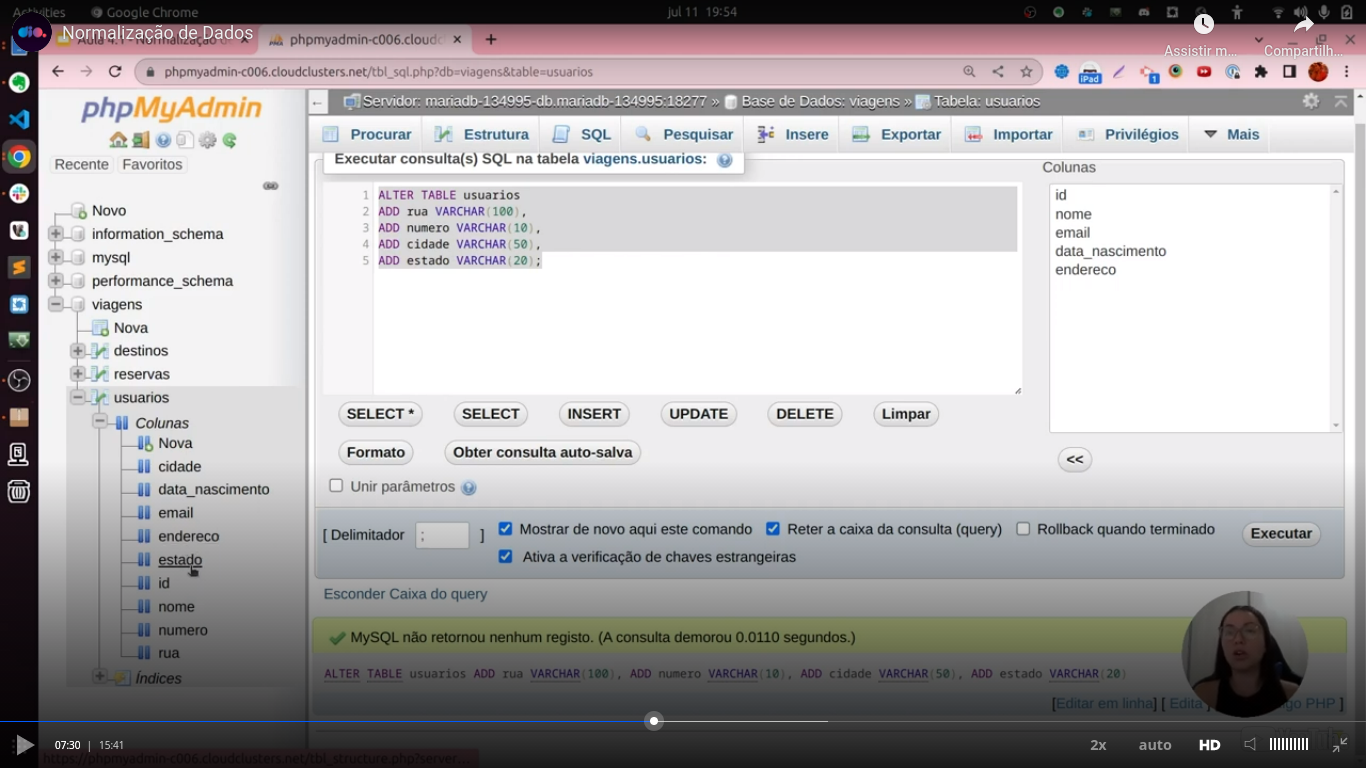 Activities
Google Chrome
jul 11 19:54
Normalização de Dados
phpmyadmin-c006.cloudc
Assistir m...
Compartilh...
phpmyadmin-c006.cloudclusters.net/tbl_sql.php?db=viagens&table=usuarios
iPad
1
phpMyAdmin
Recente Favoritos
Novo
information_schema
mysql
performance_schema
viagens
Nova
destinos
reservas
usuarios
Colunas
Nova
cidade
data_nascimento
email
endereco
estado
id
nome
numero
rua
Índices
Servidor: mariadb-134995-db.mariadb-134995:18277 » Base de Dados: viagens » Tabela: usuarios
Procurar Estrutura SQL Pesquisar Insere Exportar Importar Privilégios Mais
Executar consulta(s) SQL na tabela viagens.usuarios:
1 ALTER TABLE usuarios
2 ADD rua VARCHAR(100),
3 ADD numero VARCHAR(10),
4 ADD cidade VARCHAR(50),
5 ADD estado VARCHAR(20);
Colunas
id
nome
email
data_nascimento
endereco
SELECT * SELECT INSERT UPDATE DELETE Limpar
Formato Obter consulta auto-salva
<<
Unir parâmetros
[ Delimitador ; ] Mostrar de novo aqui este comando Reter a caixa da consulta (query) Rollback quando terminado Executar
Ativa a verificação de chaves estrangeiras
Esconder Caixa do query
MySQL não retornou nenhum registo. (A consulta demorou 0.0110 segundos.)
ALTER TABLE usuarios ADD rua VARCHAR(100), ADD numero VARCHAR(10), ADD cidade VARCHAR(50), ADD estado VARCHAR(20)
[Editar em linha] [ Edita PHP ]
07:30 | 15:41
2x auto HD
https://phpmyadmin-c006.cloudclusters.net/tbl_structure.php?server....